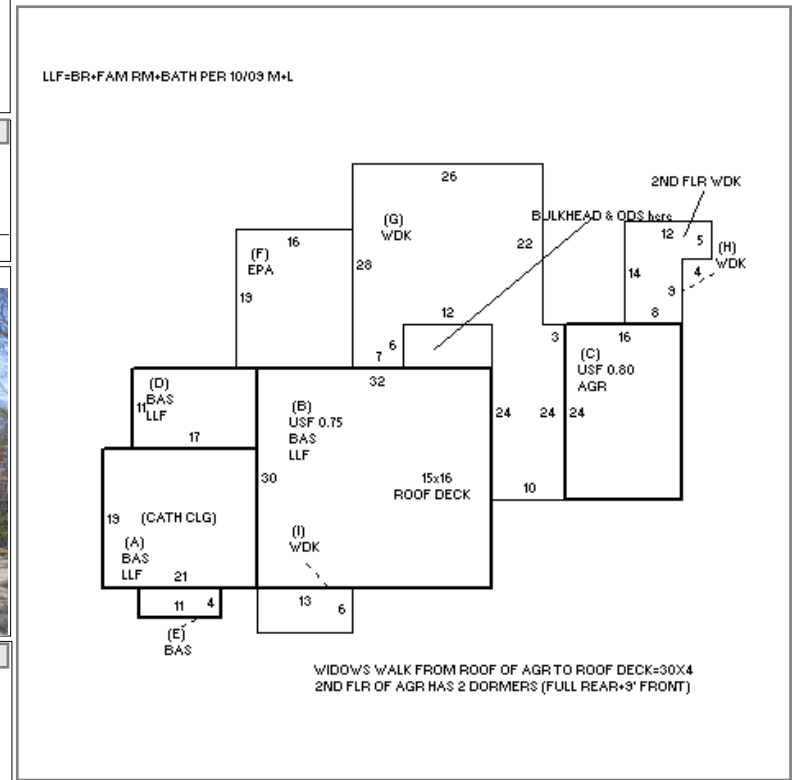 LLF=BR+FAM RM+BATH PER 10/09 M+L
26
2ND FLR WDK
BULKHEAD & ODS here
(G)
WDK
22
12
5
(H)
WDK
16
(F)
EPA
28
14
4
9
19
12
8
6
7
3
16
(C)
USF 0.80
AGR
32
(D)
BAS
LLF
11
17
(B)
USF 0.75
BAS
LLF
24
24
24
30
15x16
ROOF DECK
10
19
(CATH CLG)
(A)
BAS
LLF
21
(I)
WDK
11
4
13
6
(E)
BAS
WIDOWS WALK FROM ROOF OF AGR TO ROOF DECK=30X4
2ND FLR OF AGR HAS 2 DORMERS (FULL REAR+9' FRONT)